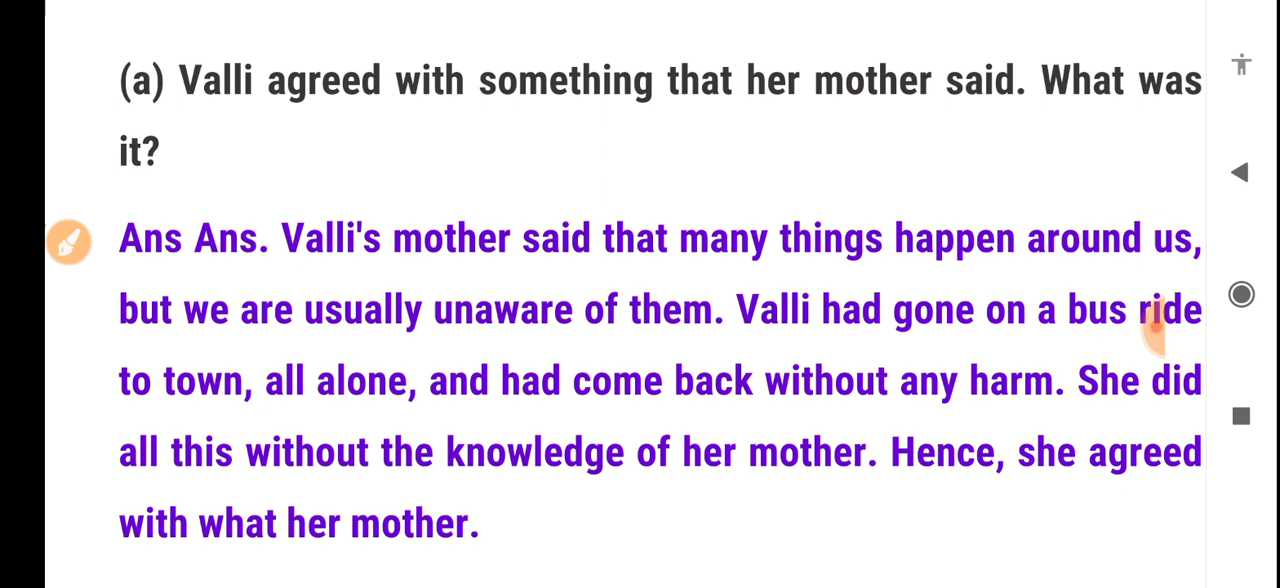 (a) Valli agreed with something that her mother said. What was
it?
Ans Ans. Valli's mother said that many things happen around us,
but we are usually unaware of them. Valli had gone on a bus ride
to town, all alone, and had come back without any harm. She did
all this without the knowledge of her mother. Hence, she agreed
with what her mother.